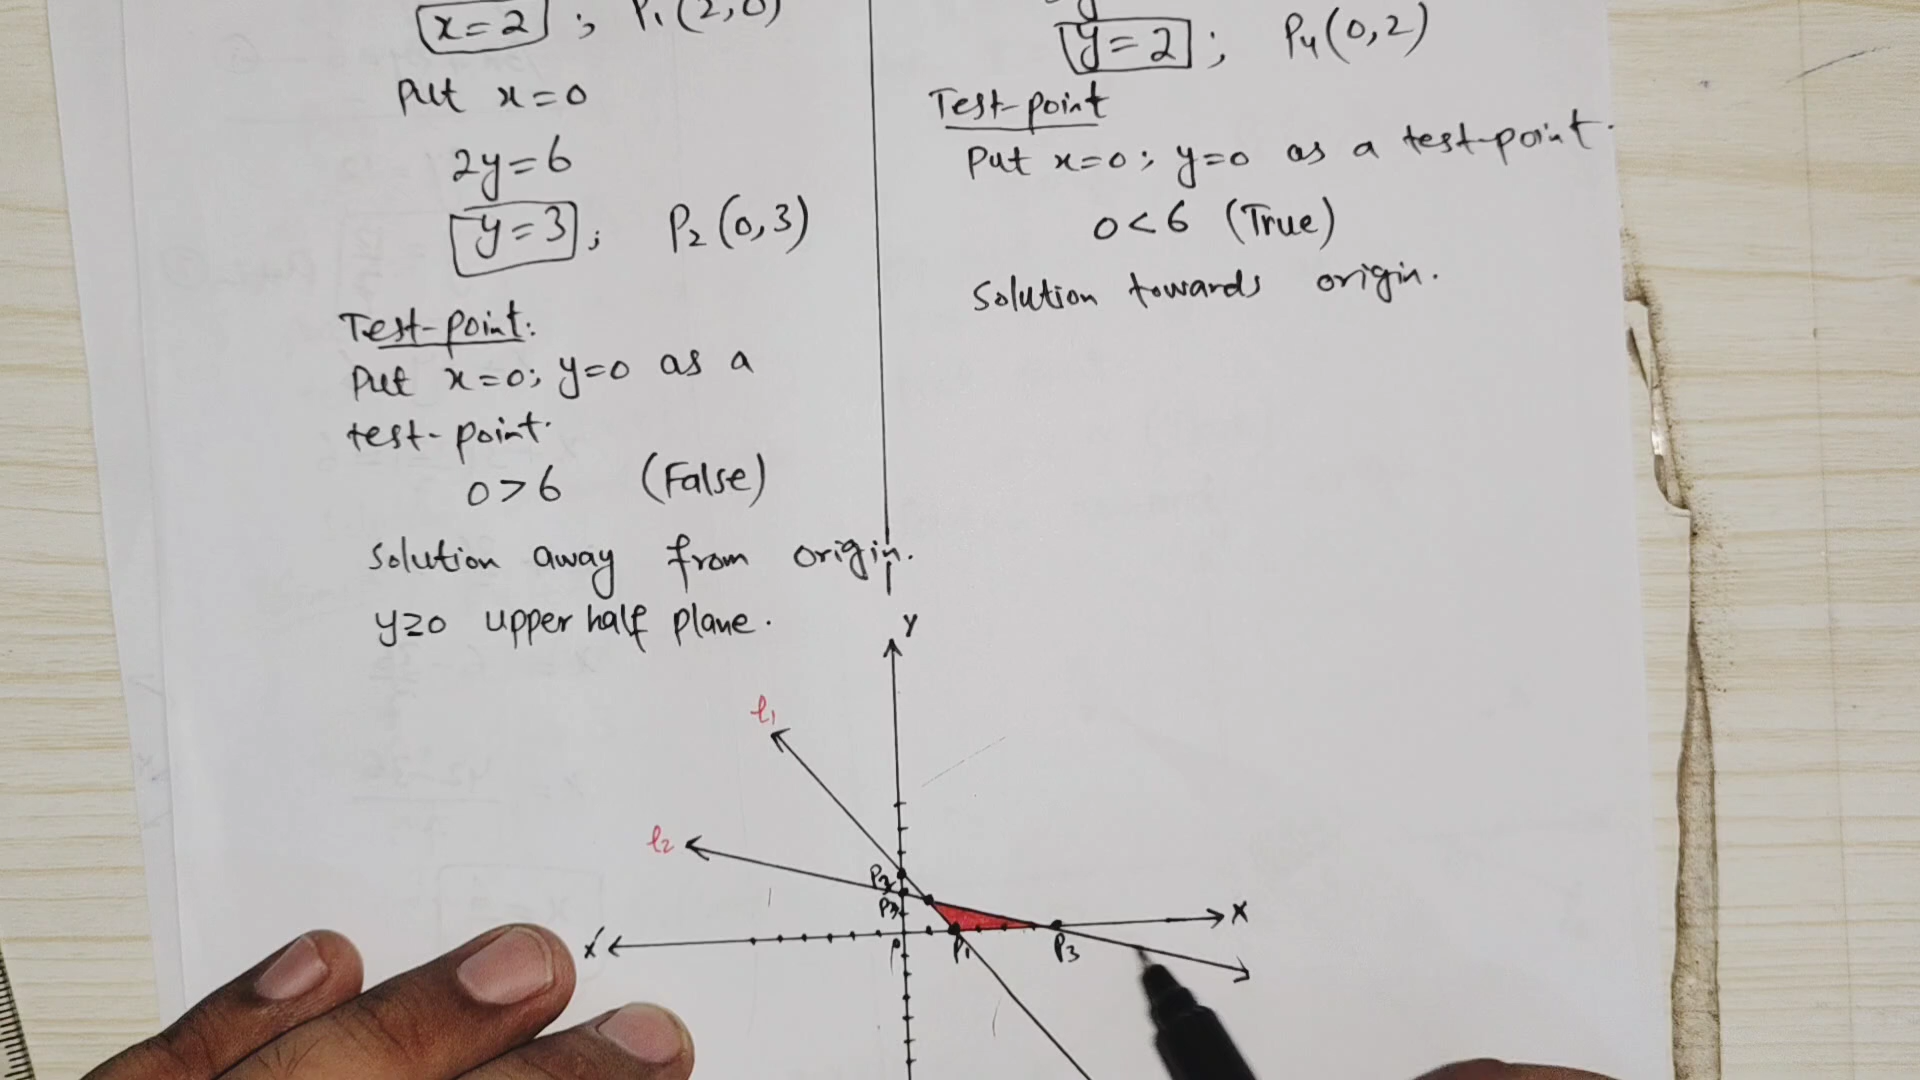 x=2 ; P₁(2,0)
Put x=0
2y=6
y=3 ; P₂(0,3)
Test-point:
Put x=0; y=0 as a
test-point.
0>6 (False)
Solution away from origin.
y≥0 upper half plane.
y=2 ; P₄(0,2)
Test-point
Put x=0; y=0 as a test-point.
0<6 (True)
Solution towards origin.
Y
ℓ₁
ℓ₂
P₂
P₃
X
X'
P₁
P₃